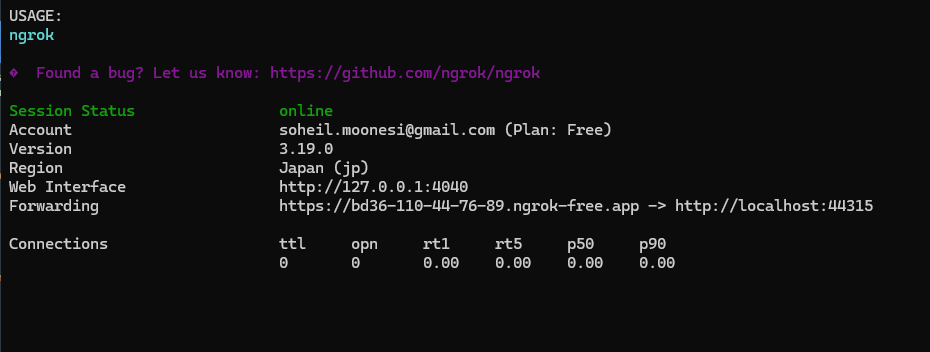 USAGE:
ngrok
� Found a bug? Let us know: https://github.com/ngrok/ngrok
Session Status online
Account soheil.moonesi@gmail.com (Plan: Free)
Version 3.19.0
Region Japan (jp)
Web Interface http://127.0.0.1:4040
Forwarding https://bd36-110-44-76-89.ngrok-free.app -> http://localhost:44315
Connections ttl opn rt1 rt5 p50 p90
0 0 0.00 0.00 0.00 0.00